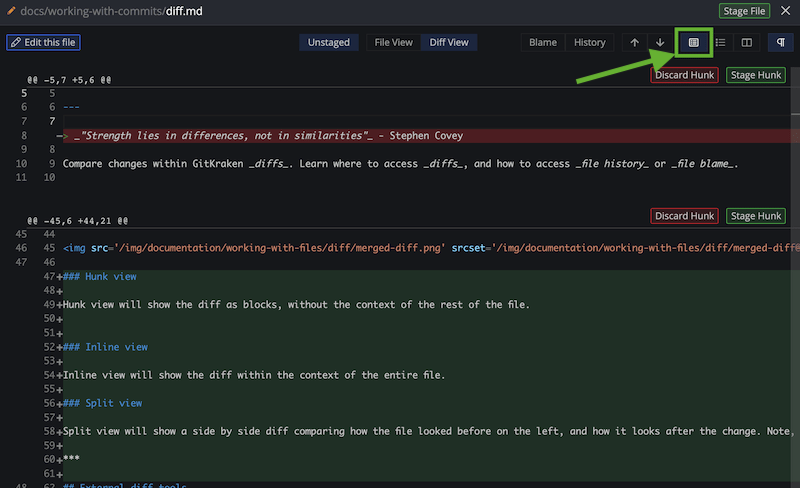 docs/working-with-commits/diff.md
Stage File
Edit this file
Unstaged
File View
Diff View
Blame
History
@@ -5,7 +5,6 @@
Discard Hunk
Stage Hunk
5 5
6 6 ---
7 7
8 —> _"Strength lies in differences, not in similarities"_ - Stephen Covey
9 8
10 9 Compare changes within GitKraken _diffs_. Learn where to access _diffs_, and how to access _file history_ or _file blame_.
11 10
@@ -45,6 +44,21 @@
Discard Hunk
Stage Hunk
45 44
46 45 <img src='/img/documentation/working-with-files/diff/merged-diff.png' srcset='/img/documentation/working-with-files/diff/merged-diff
47 46
47+### Hunk view
48+
49+Hunk view will show the diff as blocks, without the context of the rest of the file.
50+
51+
52+### Inline view
53+
54+Inline view will show the diff within the context of the entire file.
55+
56+### Split view
57+
58+Split view will show a side by side diff comparing how the file looked before on the left, and how it looks after the change. Note,
59+
60+***
61+
48 62 ## External diff tools